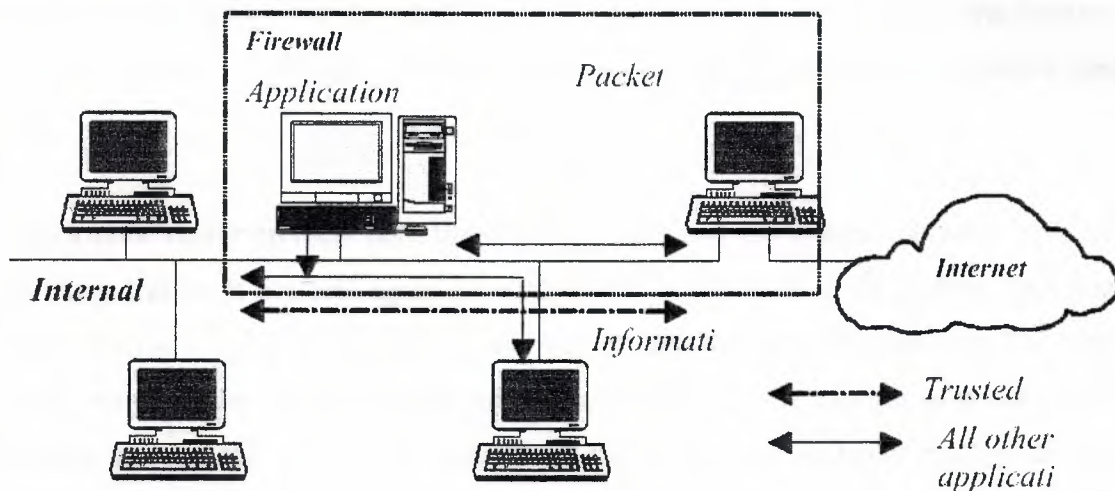 Firewall
Application
Packet
Internet
Internal
Informati
Trusted
All other
applicati